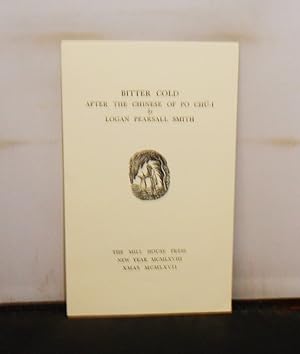 BITTER COLD
AFTER THE CHINESE OF PO CHÜ-I
by
LOGAN PEARSALL SMITH
THE MILL HOUSE PRESS
NEW YEAR MCMLXVIII
XMAS MCMLXVII